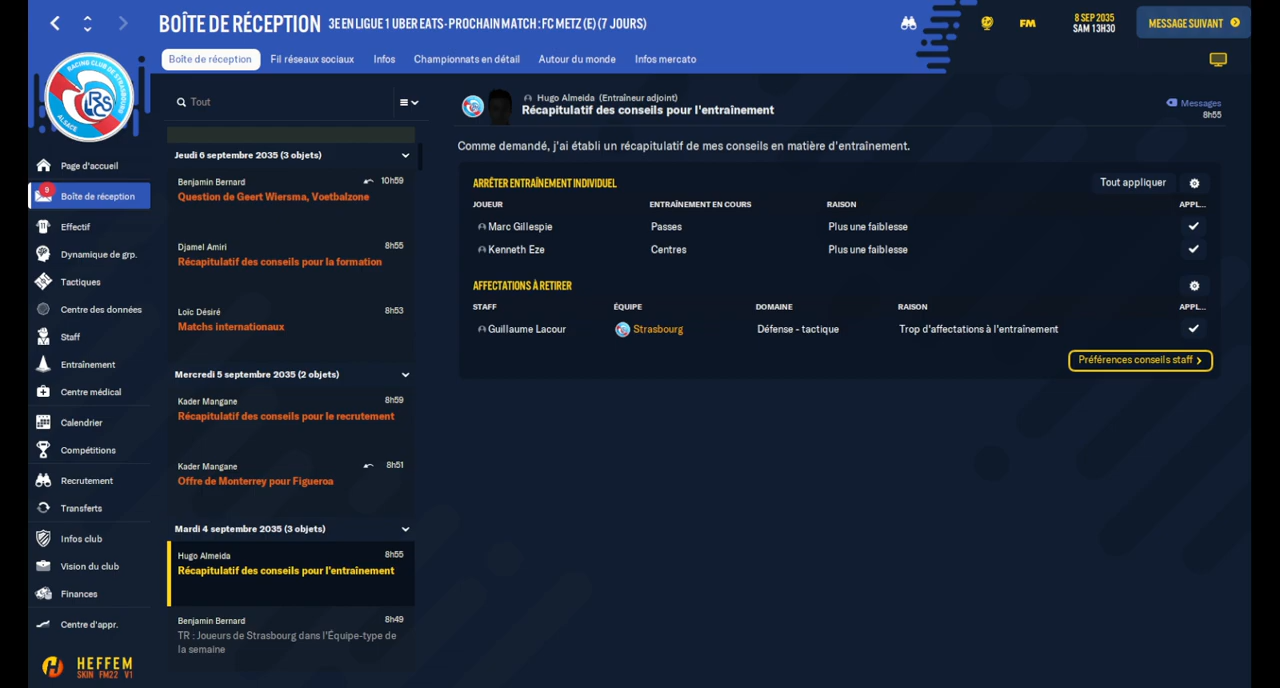 BOÎTE DE RÉCEPTION 3E EN LIGUE 1 UBER EATS - PROCHAIN MATCH : FC METZ (E) (7 JOURS)
FM
8 SEP 2035
SAM 13H30
MESSAGE SUIVANT
Boîte de réception Fil réseaux sociaux Infos Championnats en détail Autour du monde Infos mercato
RACING CLUB DE STRASBOURG
RCS
ALSACE
Page d'accueil
9
Boîte de réception
Effectif
Dynamique de grp.
Tactiques
Centre des données
Staff
Entraînement
Centre médical
Calendrier
Compétitions
Recrutement
Transferts
Infos club
Vision du club
Finances
Centre d'appr.
HEFFEM
SKIN FM22 V1
Tout
Jeudi 6 septembre 2035 (3 objets)
Benjamin Bernard 10h59
Question de Geert Wiersma, Voetbalzone
Djamel Amiri 8h55
Récapitulatif des conseils pour la formation
Loïc Désiré 8h53
Matchs internationaux
Mercredi 5 septembre 2035 (2 objets)
Kader Mangane 8h59
Récapitulatif des conseils pour le recrutement
Kader Mangane 8h51
Offre de Monterrey pour Figueroa
Mardi 4 septembre 2035 (3 objets)
Hugo Almeida 8h55
Récapitulatif des conseils pour l'entraînement
Benjamin Bernard 8h49
TR : Joueurs de Strasbourg dans l'Équipe-type de
la semaine
Hugo Almeida (Entraîneur adjoint)
Récapitulatif des conseils pour l'entraînement
Messages
8h55
Comme demandé, j'ai établi un récapitulatif de mes conseils en matière d'entraînement.
ARRÊTER ENTRAÎNEMENT INDIVIDUEL Tout appliquer
JOUEUR ENTRAÎNEMENT EN COURS RAISON APPL...
Marc Gillespie Passes Plus une faiblesse
Kenneth Eze Centres Plus une faiblesse
AFFECTATIONS À RETIRER
STAFF ÉQUIPE DOMAINE RAISON APPL...
Guillaume Lacour Strasbourg Défense - tactique Trop d'affectations à l'entraînement
Préférences conseils staff